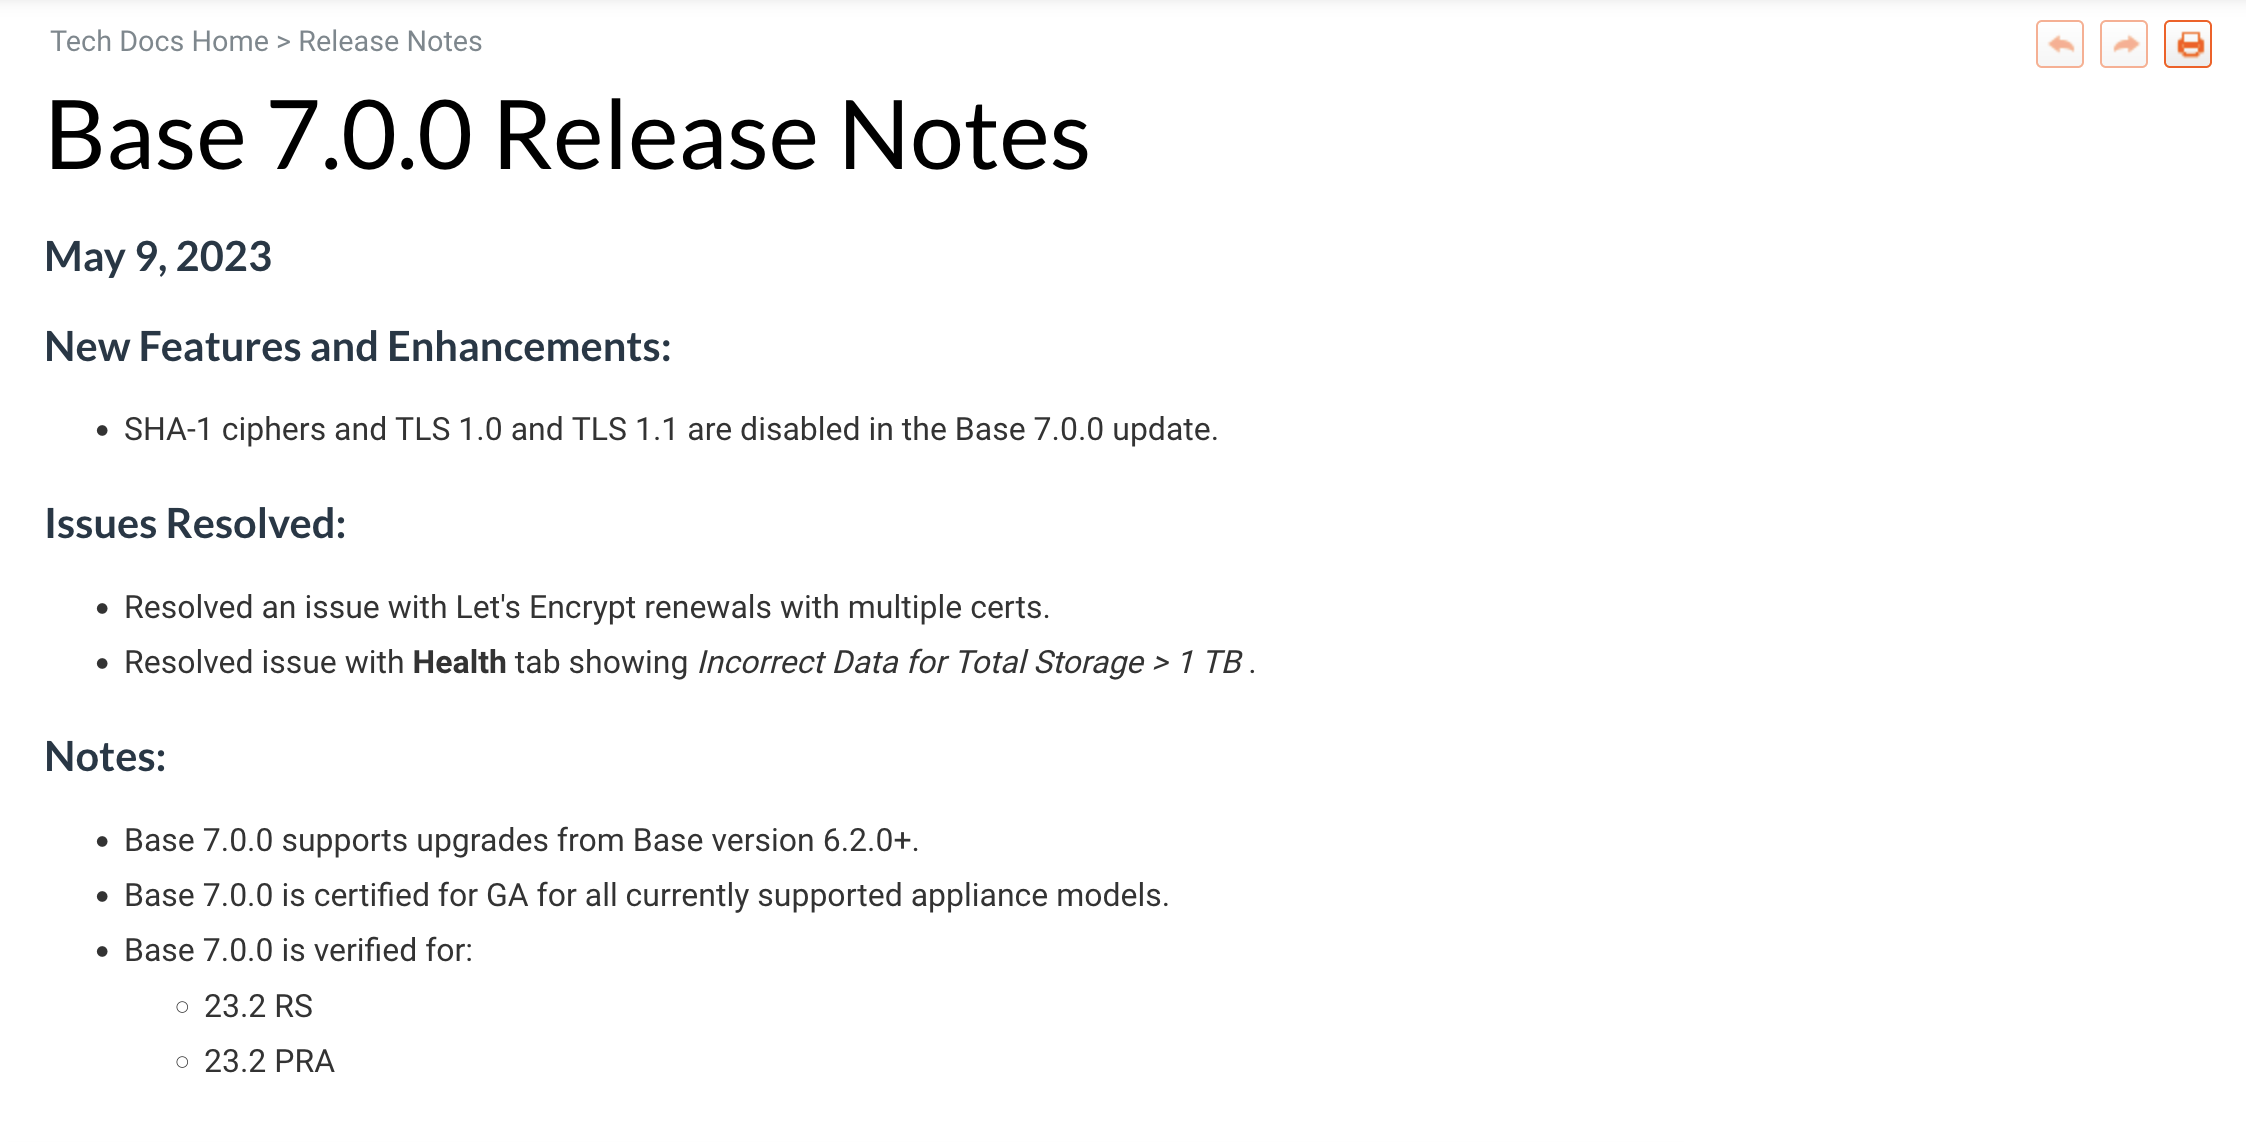 Tech Docs Home > Release Notes
Base 7.0.0 Release Notes
May 9, 2023
New Features and Enhancements:
• SHA-1 ciphers and TLS 1.0 and TLS 1.1 are disabled in the Base 7.0.0 update.
Issues Resolved:
• Resolved an issue with Let's Encrypt renewals with multiple certs.
• Resolved issue with Health tab showing Incorrect Data for Total Storage > 1 TB .
Notes:
• Base 7.0.0 supports upgrades from Base version 6.2.0+.
• Base 7.0.0 is certified for GA for all currently supported appliance models.
• Base 7.0.0 is verified for:
○ 23.2 RS
○ 23.2 PRA